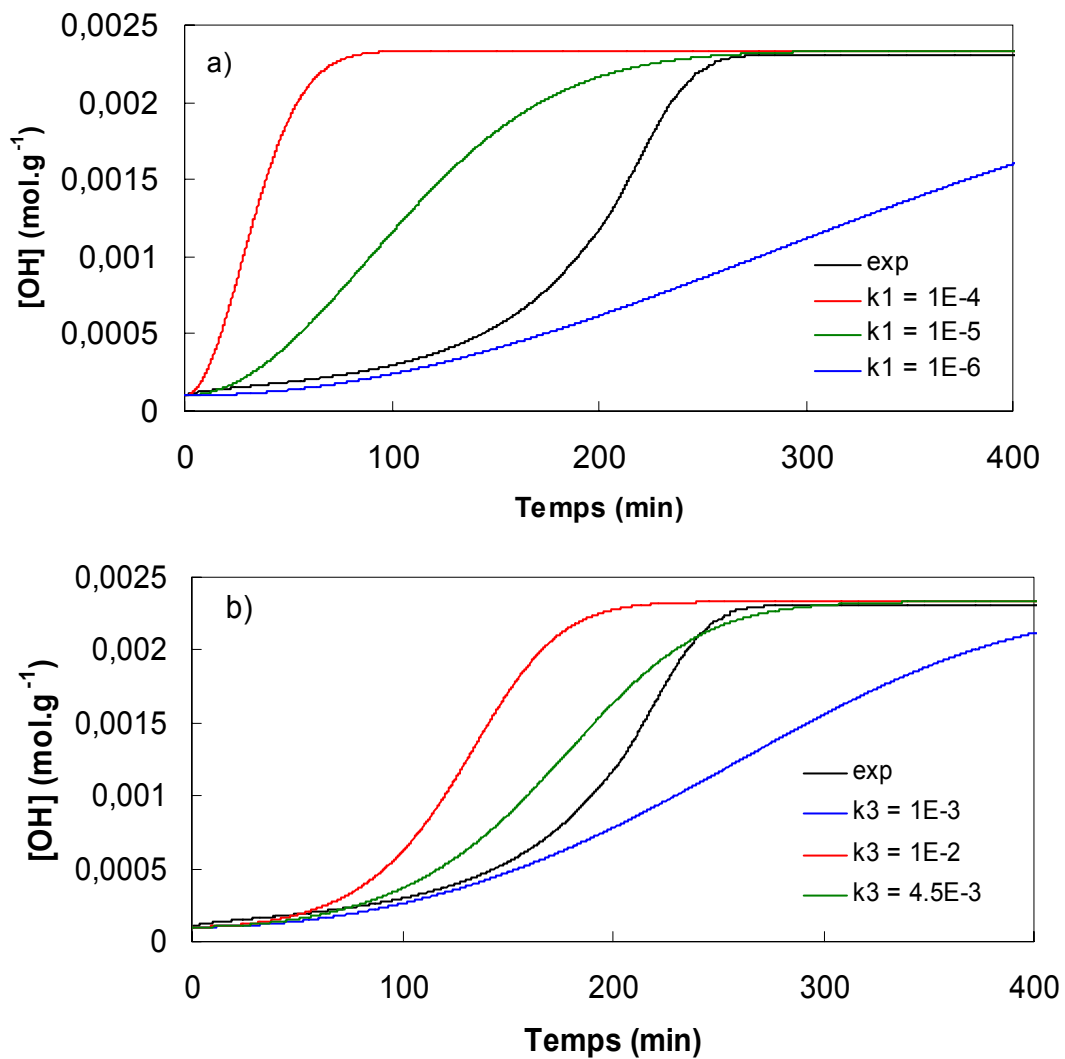 a)
[OH] (mol.g-1)
0,0025
0,002
0,0015
0,001
0,0005
0
exp
k1 = 1E-4
k1 = 1E-5
k1 = 1E-6
0 100 200 300 400
Temps (min)
b)
[OH] (mol.g-1)
0,0025
0,002
0,0015
0,001
0,0005
0
exp
k3 = 1E-3
k3 = 1E-2
k3 = 4.5E-3
0 100 200 300 400
Temps (min)